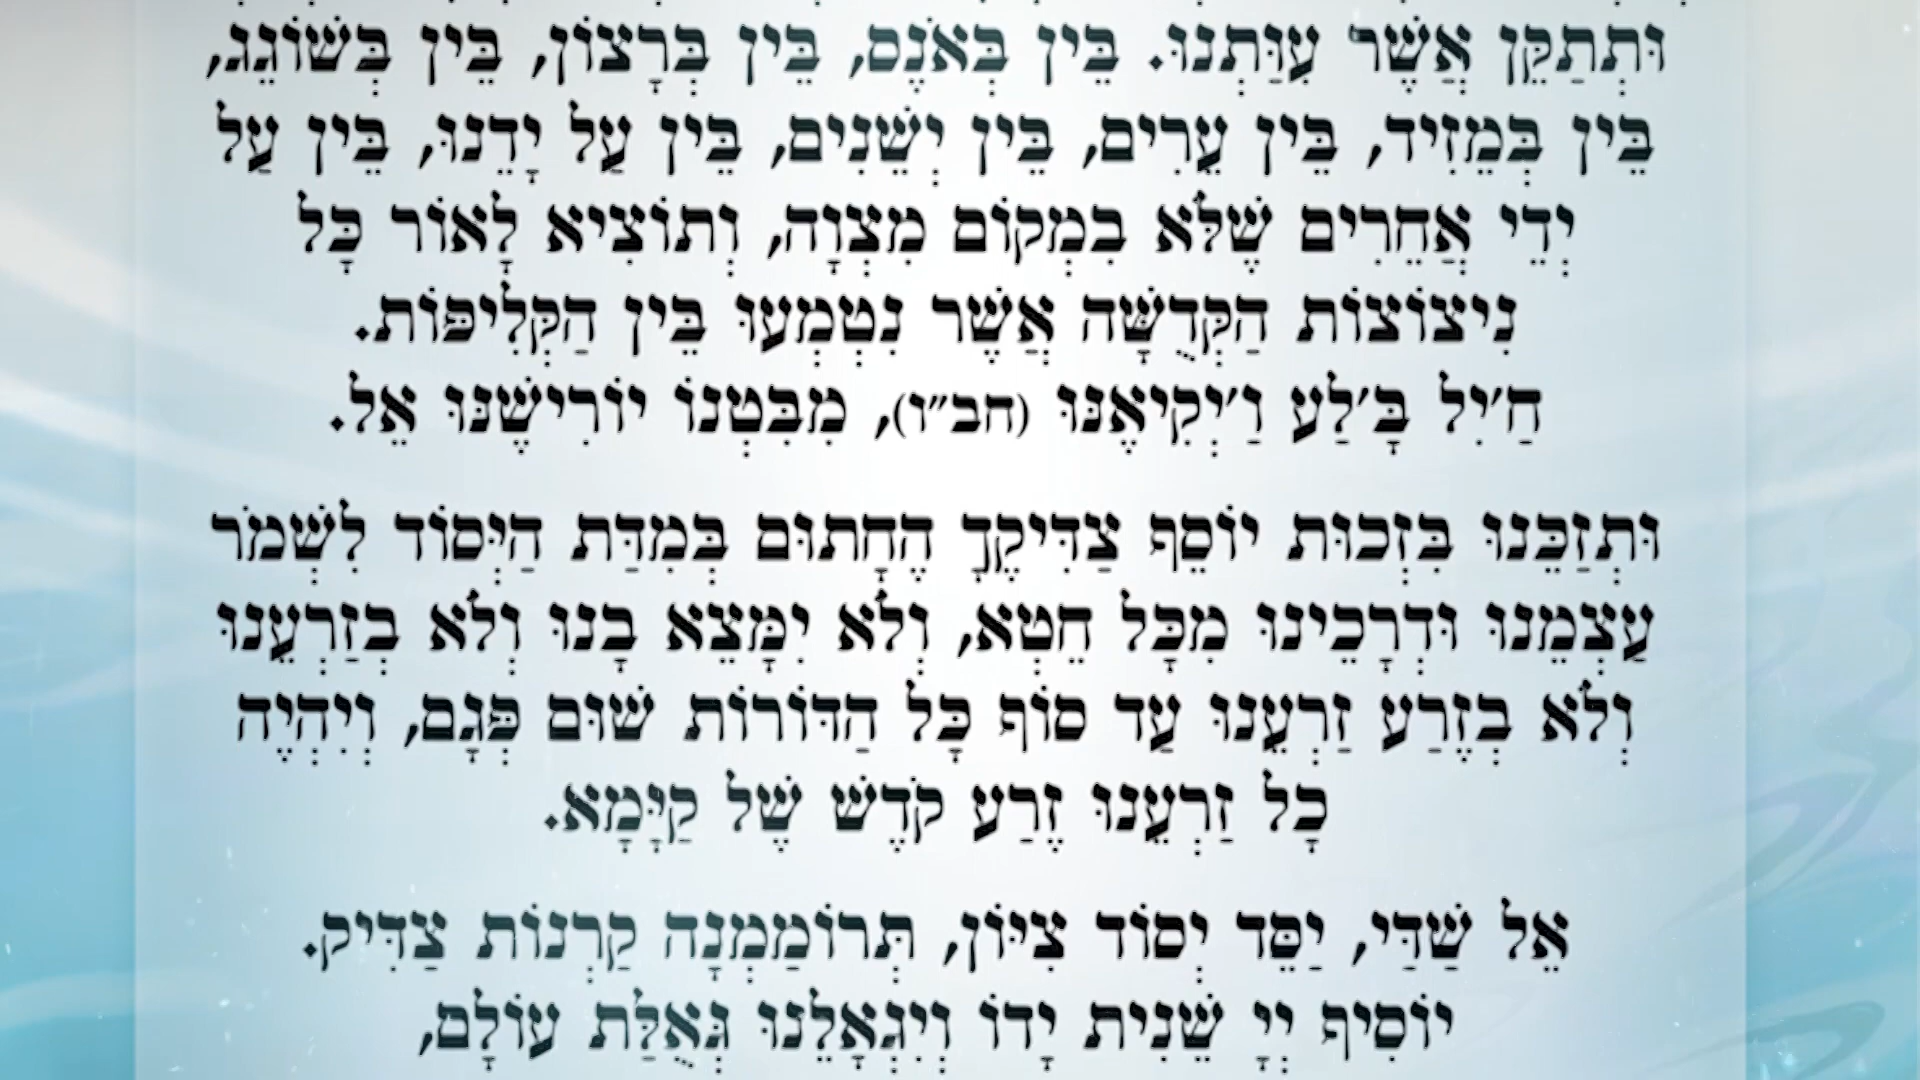 וּתְתַקֵּן אֲשֶׁר עִוַּתְנוּ. בֵּין בְּאֹנֶס, בֵּין בְּרָצוֹן, בֵּין בְּשׁוֹגֵג,
בֵּין בְּמֵזִיד, בֵּין עֵרִים, בֵּין יְשֵׁנִים, בֵּין עַל יָדֵנוּ, בֵּין עַל
יְדֵי אֲחֵרִים שֶׁלֹּא בִמְקוֹם מִצְוָה, וְתוֹצִיא לָאוֹר כָּל
נִיצוֹצוֹת הַקְּדֻשָּׁה אֲשֶׁר נִטְמְעוּ בֵּין הַקְּלִיפּוֹת.
חַ׳יִל בָּ׳לַע וַ׳יְקִיאֶנּוּ (חב״ו), מִבִּטְנוֹ יוֹרִישֶׁנּוּ אֵל.
וּתְזַכֵּנוּ בִּזְכוּת יוֹסֵף צַדִּיקֶךָ הֶחָתוּם בְּמִדַּת הַיְּסוֹד לִשְׁמֹר
עַצְמֵנוּ וּדְרָכֵינוּ מִכָּל חֵטְא, וְלֹא יִמָּצֵא בָנוּ וְלֹא בְזַרְעֵנוּ
וְלֹא בְזֶרַע זַרְעֵנוּ עַד סוֹף כָּל הַדּוֹרוֹת שׁוּם פְּגָם, וְיִהְיֶה
כָל זַרְעֵנוּ זֶרַע קֹדֶשׁ שֶׁל קַיָּמָא.
אֵל שַׁדַּי, יַסֵּד יְסוֹד צִיּוֹן, תְּרוֹמַמְנָה קַרְנוֹת צַדִּיק.
יוֹסִיף יְיָ שֵׁנִית יָדוֹ וְיִגְאָלֵנוּ גְּאֻלַּת עוֹלָם,